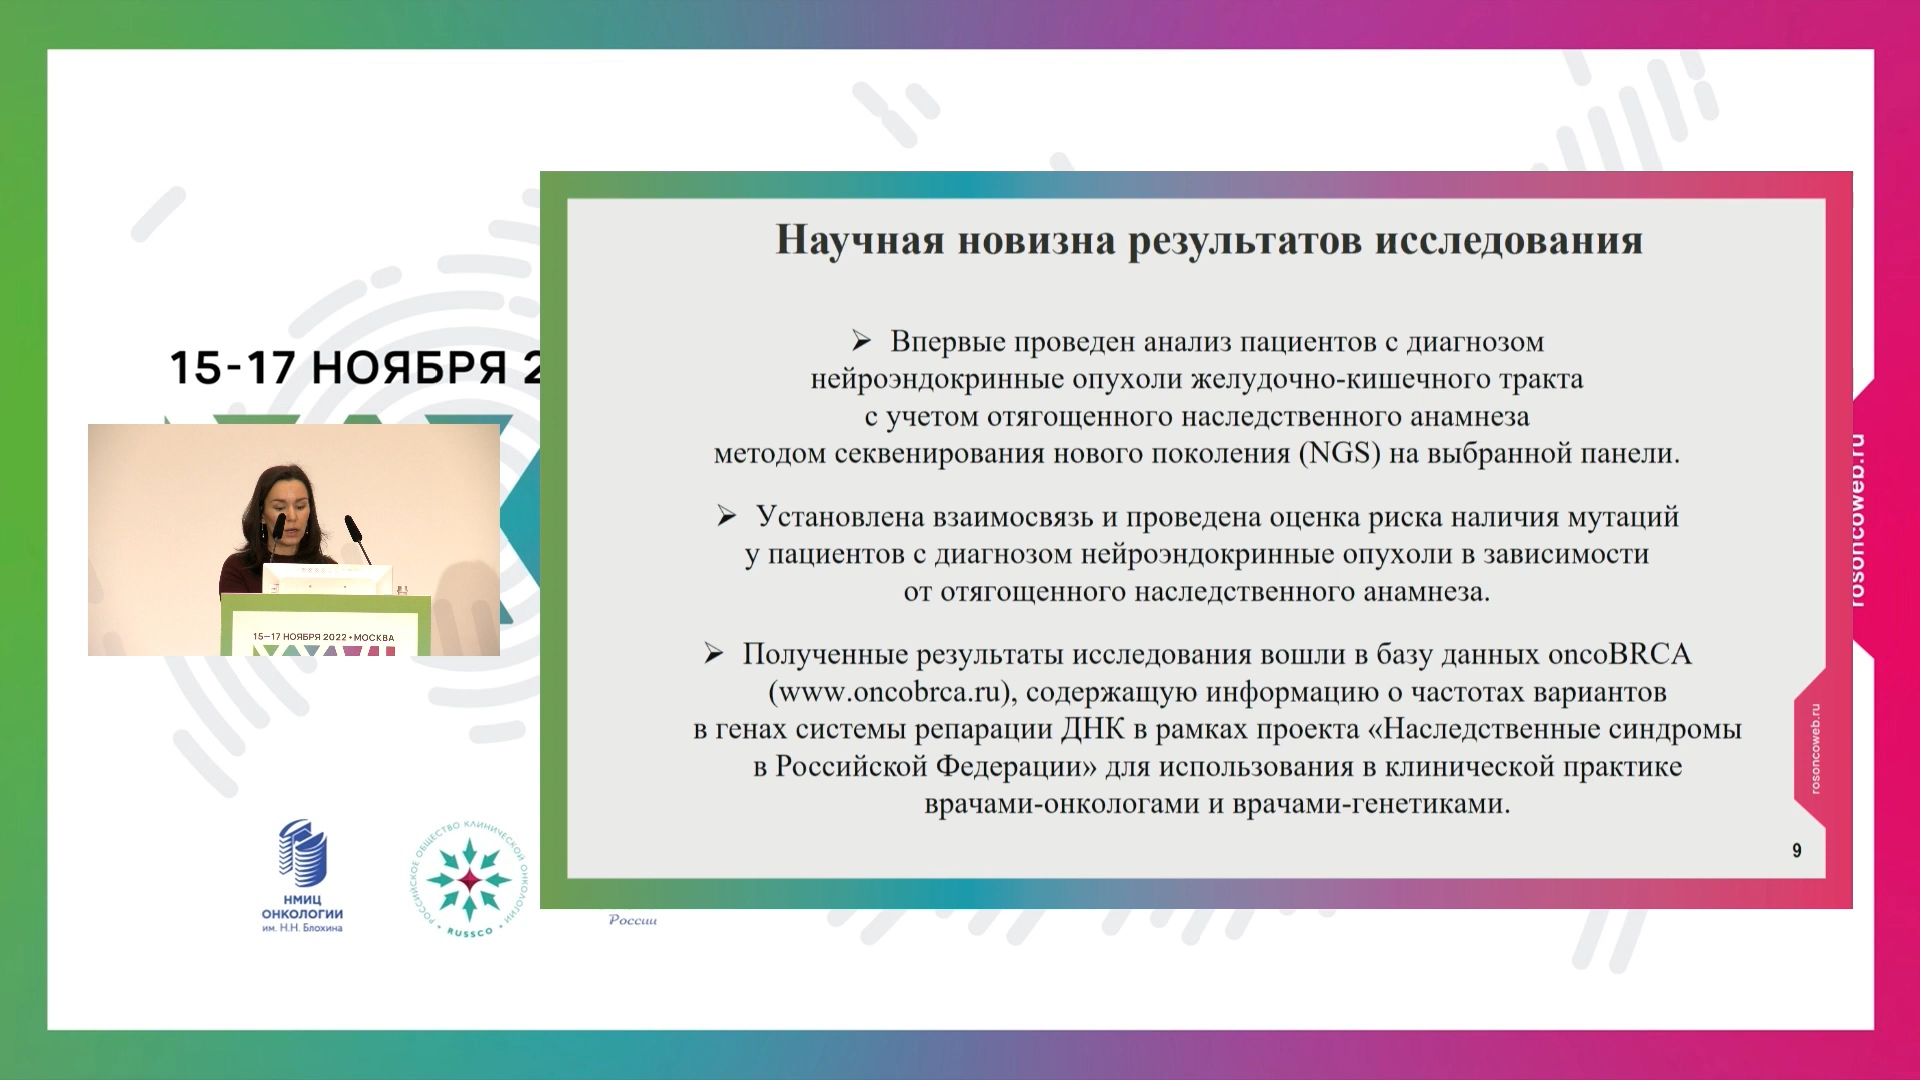 Научная новизна результатов исследования
➢ Впервые проведен анализ пациентов с диагнозом
нейроэндокринные опухоли желудочно-кишечного тракта
с учетом отягощенного наследственного анамнеза
методом секвенирования нового поколения (NGS) на выбранной панели.
➢ Установлена взаимосвязь и проведена оценка риска наличия мутаций
у пациентов с диагнозом нейроэндокринные опухоли в зависимости
от отягощенного наследственного анамнеза.
➢ Полученные результаты исследования вошли в базу данных oncoBRCA
(www.oncobrca.ru), содержащую информацию о частотах вариантов
в генах системы репарации ДНК в рамках проекта «Наследственные синдромы
в Российской Федерации» для использования в клинической практике
врачами-онкологами и врачами-генетиками.
9
rosoncoweb.ru
rosoncoweb.ru
15-17 НОЯБРЯ 2
15–17 НОЯБРЯ 2022 • МОСКВА
НМИЦ
ОНКОЛОГИИ
им. Н.Н. Блохина
РОССИЙСКОЕ ОБЩЕСТВО КЛИНИЧЕСКОЙ ОНКОЛОГИИ
• RUSSCO •
России